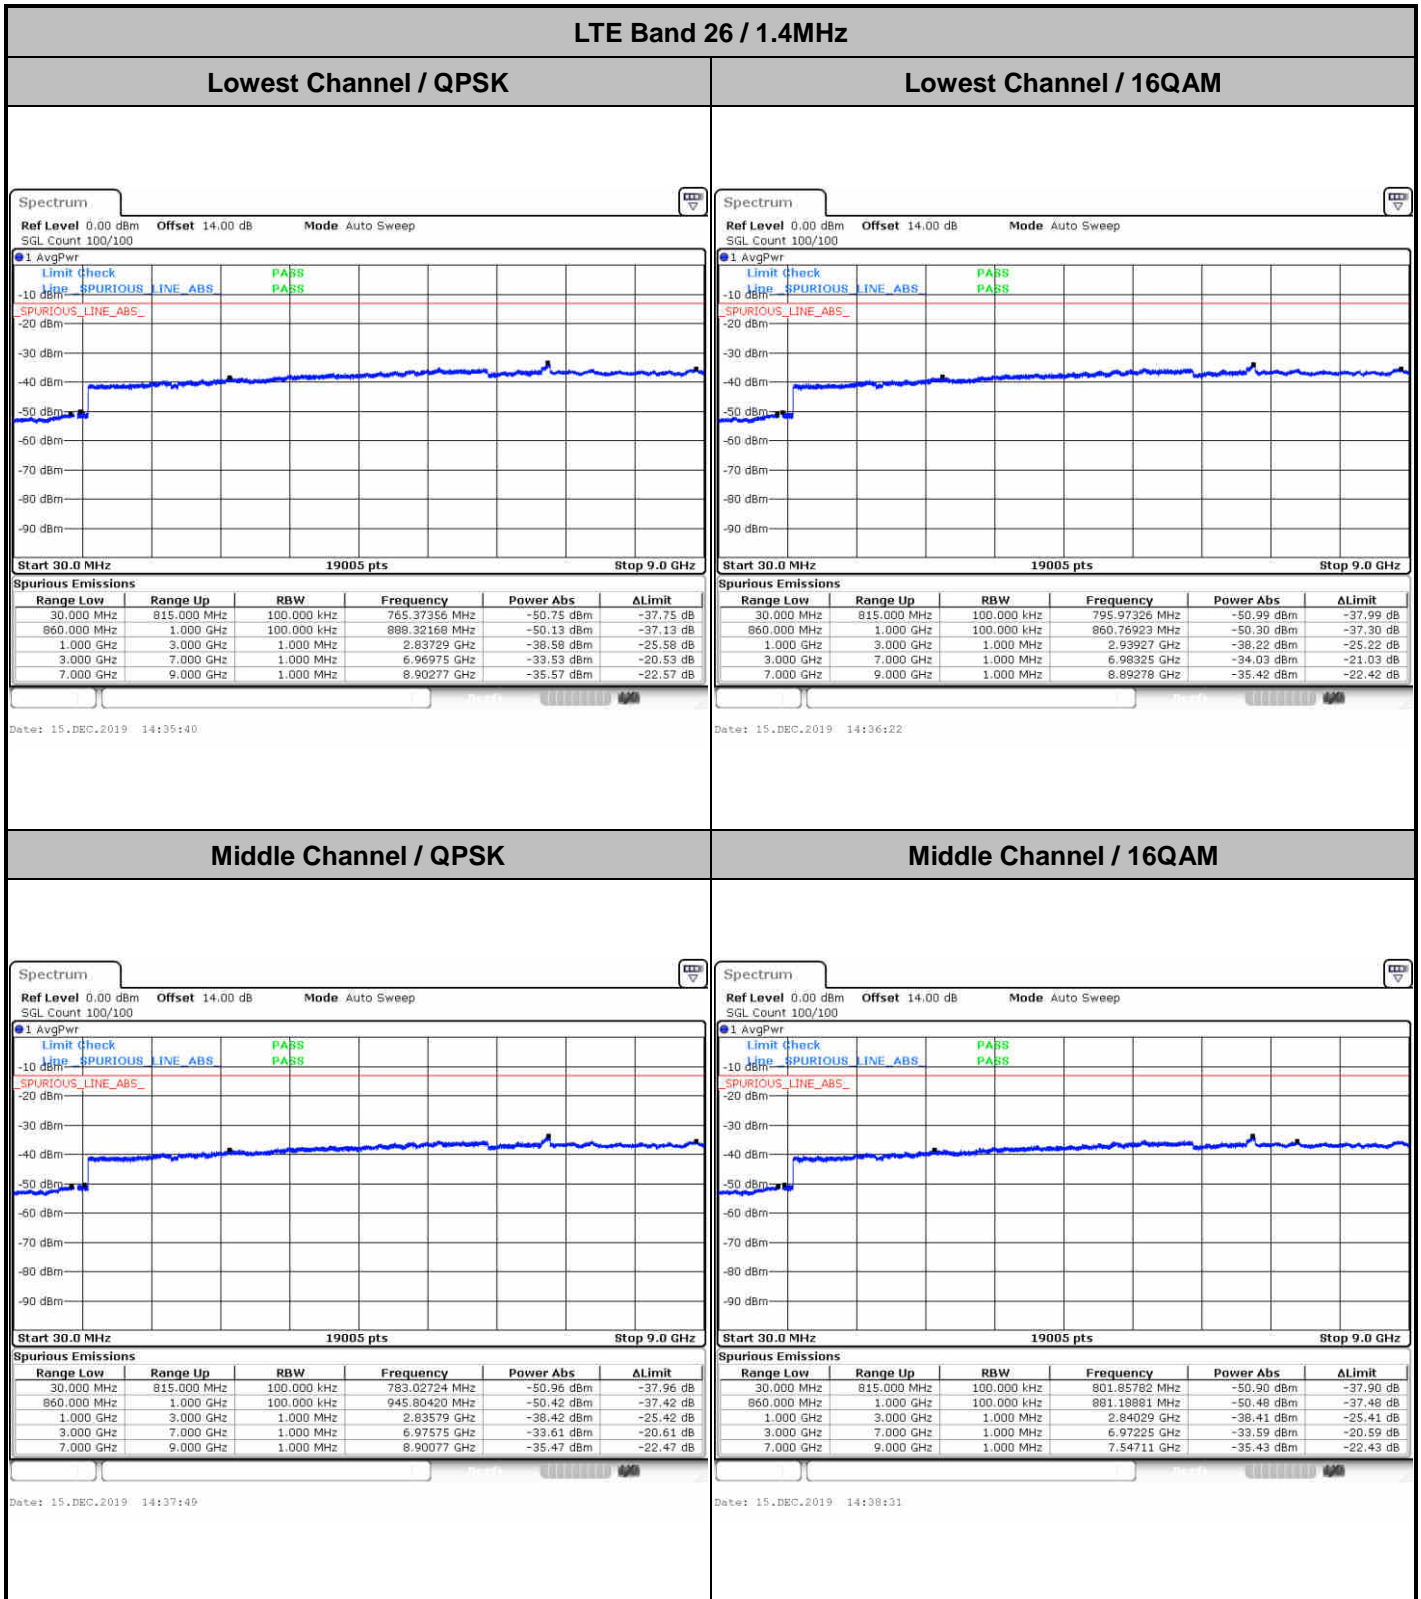 LTE Band 26 / 1.4MHz
Lowest Channel / QPSK
Lowest Channel / 16QAM
Spectrum
Ref Level 0.00 dBm Offset 14.00 dB Mode Auto Sweep
SGL Count 100/100
1 AvgPwr
Limit Check PASS
Line _SPURIOUS_LINE_ABS_ PASS
-10 dBm
_SPURIOUS_LINE_ABS_
-20 dBm
-30 dBm
-40 dBm
-50 dBm
-60 dBm
-70 dBm
-80 dBm
-90 dBm
Start 30.0 MHz 19005 pts Stop 9.0 GHz
Spurious Emissions
Range Low Range Up RBW Frequency Power Abs ΔLimit
30.000 MHz 815.000 MHz 100.000 kHz 765.37356 MHz -50.75 dBm -37.75 dB
860.000 MHz 1.000 GHz 100.000 kHz 888.32168 MHz -50.13 dBm -37.13 dB
1.000 GHz 3.000 GHz 1.000 MHz 2.83729 GHz -38.58 dBm -25.58 dB
3.000 GHz 7.000 GHz 1.000 MHz 6.96975 GHz -33.53 dBm -20.53 dB
7.000 GHz 9.000 GHz 1.000 MHz 8.90277 GHz -35.57 dBm -22.57 dB
Date: 15.DEC.2019 14:35:40
Spectrum
Ref Level 0.00 dBm Offset 14.00 dB Mode Auto Sweep
SGL Count 100/100
1 AvgPwr
Limit Check PASS
Line _SPURIOUS_LINE_ABS_ PASS
-10 dBm
_SPURIOUS_LINE_ABS_
-20 dBm
-30 dBm
-40 dBm
-50 dBm
-60 dBm
-70 dBm
-80 dBm
-90 dBm
Start 30.0 MHz 19005 pts Stop 9.0 GHz
Spurious Emissions
Range Low Range Up RBW Frequency Power Abs ΔLimit
30.000 MHz 815.000 MHz 100.000 kHz 795.97326 MHz -50.99 dBm -37.99 dB
860.000 MHz 1.000 GHz 100.000 kHz 860.76923 MHz -50.30 dBm -37.30 dB
1.000 GHz 3.000 GHz 1.000 MHz 2.93927 GHz -38.22 dBm -25.22 dB
3.000 GHz 7.000 GHz 1.000 MHz 6.98325 GHz -34.03 dBm -21.03 dB
7.000 GHz 9.000 GHz 1.000 MHz 8.89278 GHz -35.42 dBm -22.42 dB
Date: 15.DEC.2019 14:36:22
Middle Channel / QPSK
Middle Channel / 16QAM
Spectrum
Ref Level 0.00 dBm Offset 14.00 dB Mode Auto Sweep
SGL Count 100/100
1 AvgPwr
Limit Check PASS
Line _SPURIOUS_LINE_ABS_ PASS
-10 dBm
_SPURIOUS_LINE_ABS_
-20 dBm
-30 dBm
-40 dBm
-50 dBm
-60 dBm
-70 dBm
-80 dBm
-90 dBm
Start 30.0 MHz 19005 pts Stop 9.0 GHz
Spurious Emissions
Range Low Range Up RBW Frequency Power Abs ΔLimit
30.000 MHz 815.000 MHz 100.000 kHz 783.02724 MHz -50.96 dBm -37.96 dB
860.000 MHz 1.000 GHz 100.000 kHz 945.80420 MHz -50.42 dBm -37.42 dB
1.000 GHz 3.000 GHz 1.000 MHz 2.83579 GHz -38.42 dBm -25.42 dB
3.000 GHz 7.000 GHz 1.000 MHz 6.97575 GHz -33.61 dBm -20.61 dB
7.000 GHz 9.000 GHz 1.000 MHz 8.90077 GHz -35.47 dBm -22.47 dB
Date: 15.DEC.2019 14:37:49
Spectrum
Ref Level 0.00 dBm Offset 14.00 dB Mode Auto Sweep
SGL Count 100/100
1 AvgPwr
Limit Check PASS
Line _SPURIOUS_LINE_ABS_ PASS
-10 dBm
_SPURIOUS_LINE_ABS_
-20 dBm
-30 dBm
-40 dBm
-50 dBm
-60 dBm
-70 dBm
-80 dBm
-90 dBm
Start 30.0 MHz 19005 pts Stop 9.0 GHz
Spurious Emissions
Range Low Range Up RBW Frequency Power Abs ΔLimit
30.000 MHz 815.000 MHz 100.000 kHz 801.85782 MHz -50.90 dBm -37.90 dB
860.000 MHz 1.000 GHz 100.000 kHz 881.18881 MHz -50.48 dBm -37.48 dB
1.000 GHz 3.000 GHz 1.000 MHz 2.84029 GHz -38.41 dBm -25.41 dB
3.000 GHz 7.000 GHz 1.000 MHz 6.97225 GHz -33.59 dBm -20.59 dB
7.000 GHz 9.000 GHz 1.000 MHz 7.54711 GHz -35.43 dBm -22.43 dB
Date: 15.DEC.2019 14:38:31